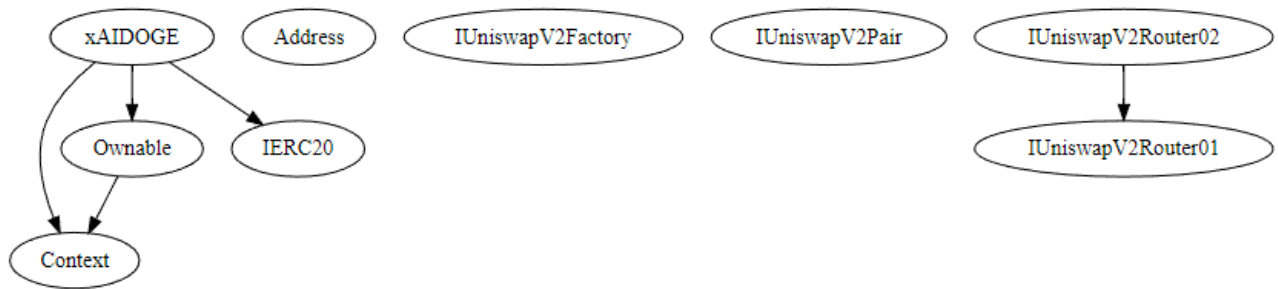 xAIDOGE
Address
IUniswapV2Factory
IUniswapV2Pair
IUniswapV2Router02
Ownable
IERC20
IUniswapV2Router01
Context